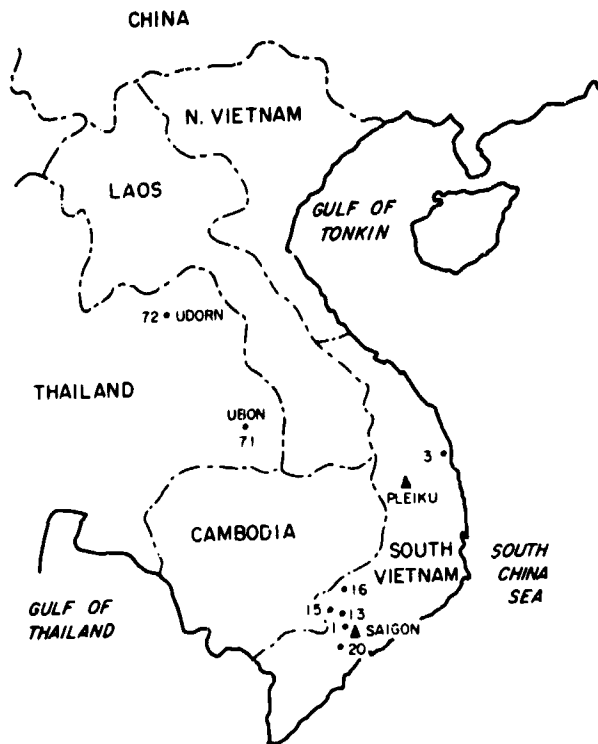 CHINA
N. VIETNAM
LAOS
GULF OF
TONKIN
72 UDORN
THAILAND
UBON
71
3
PLEIKU
CAMBODIA
SOUTH
VIETNAM
SOUTH
CHINA
SEA
GULF OF
THAILAND
16
15
13
1
SAIGON
20